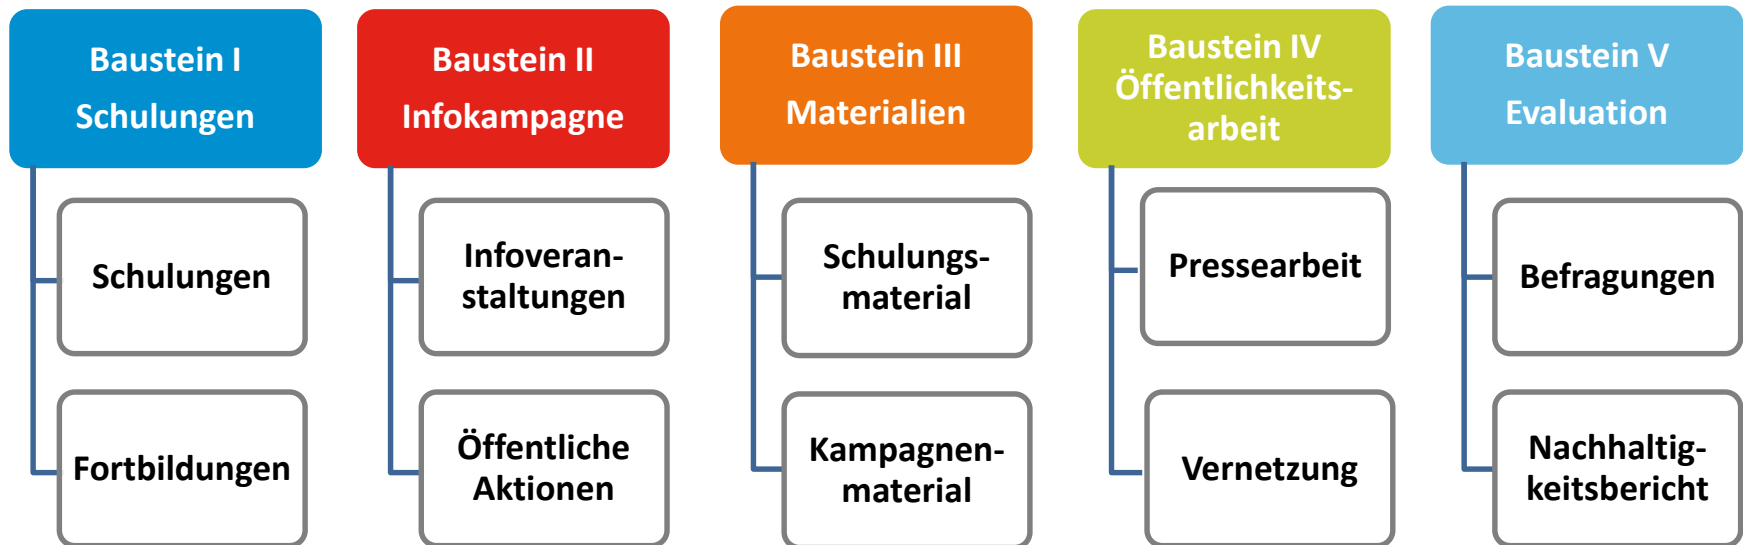 Baustein I
Schulungen
Schulungen
Fortbildungen
Baustein II
Infokampagne
Infoveran-
staltungen
Öffentliche
Aktionen
Baustein III
Materialien
Schulungs-
material
Kampagnen-
material
Baustein IV
Öffentlichkeits-
arbeit
Pressearbeit
Vernetzung
Baustein V
Evaluation
Befragungen
Nachhaltig-
keitsbericht